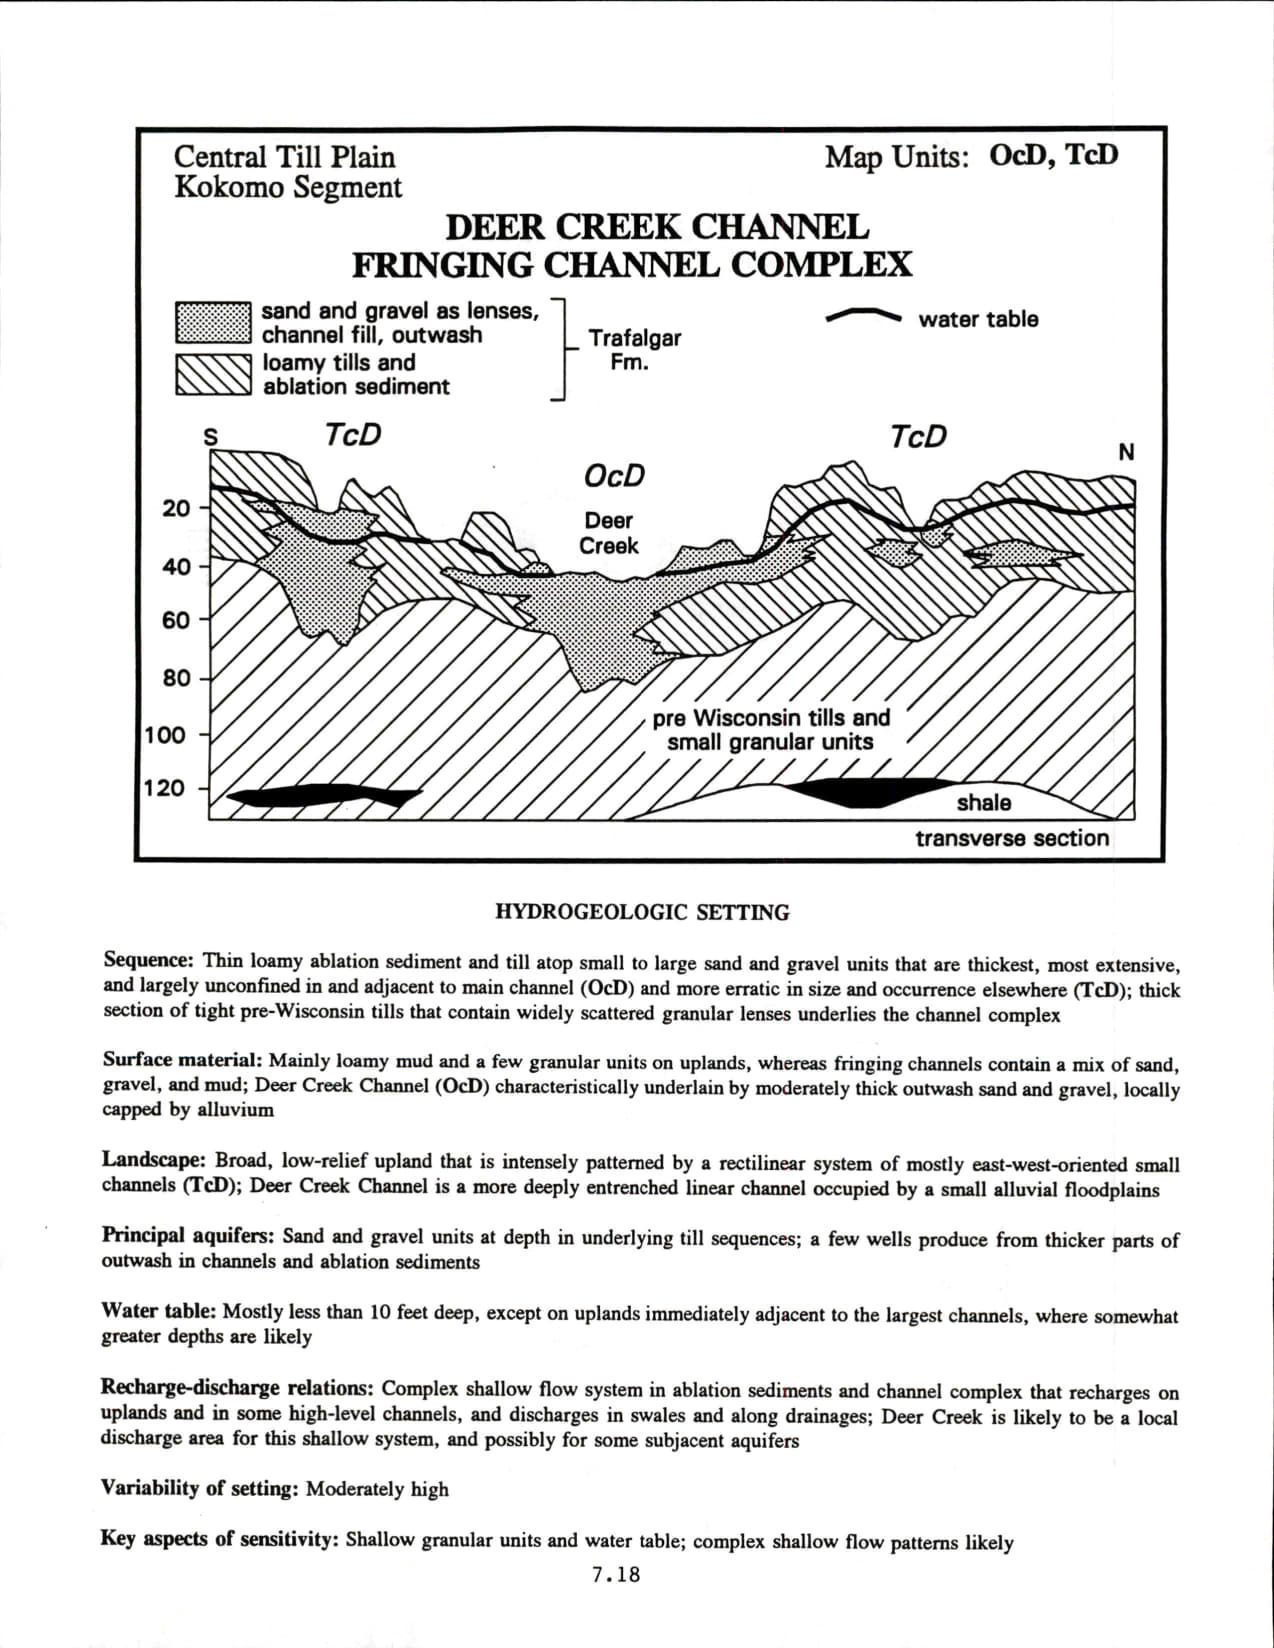 Central Till Plain
Kokomo Segment
Map Units: OcD, TcD
DEER CREEK CHANNEL
FRINGING CHANNEL COMPLEX
sand and gravel as lenses,
channel fill, outwash
loamy tills and
ablation sediment
Trafalgar
Fm.
water table
S
TcD
OcD
TcD
N
Deer
Creek
20
40
60
80
100
120
pre Wisconsin tills and
small granular units
shale
transverse section
HYDROGEOLOGIC SETTING
Sequence: Thin loamy ablation sediment and till atop small to large sand and gravel units that are thickest, most extensive,
and largely unconfined in and adjacent to main channel (OcD) and more erratic in size and occurrence elsewhere (TcD); thick
section of tight pre-Wisconsin tills that contain widely scattered granular lenses underlies the channel complex
Surface material: Mainly loamy mud and a few granular units on uplands, whereas fringing channels contain a mix of sand,
gravel, and mud; Deer Creek Channel (OcD) characteristically underlain by moderately thick outwash sand and gravel, locally
capped by alluvium
Landscape: Broad, low-relief upland that is intensely patterned by a rectilinear system of mostly east-west-oriented small
channels (TcD); Deer Creek Channel is a more deeply entrenched linear channel occupied by a small alluvial floodplains
Principal aquifers: Sand and gravel units at depth in underlying till sequences; a few wells produce from thicker parts of
outwash in channels and ablation sediments
Water table: Mostly less than 10 feet deep, except on uplands immediately adjacent to the largest channels, where somewhat
greater depths are likely
Recharge-discharge relations: Complex shallow flow system in ablation sediments and channel complex that recharges on
uplands and in some high-level channels, and discharges in swales and along drainages; Deer Creek is likely to be a local
discharge area for this shallow system, and possibly for some subjacent aquifers
Variability of setting: Moderately high
Key aspects of sensitivity: Shallow granular units and water table; complex shallow flow patterns likely
7.18